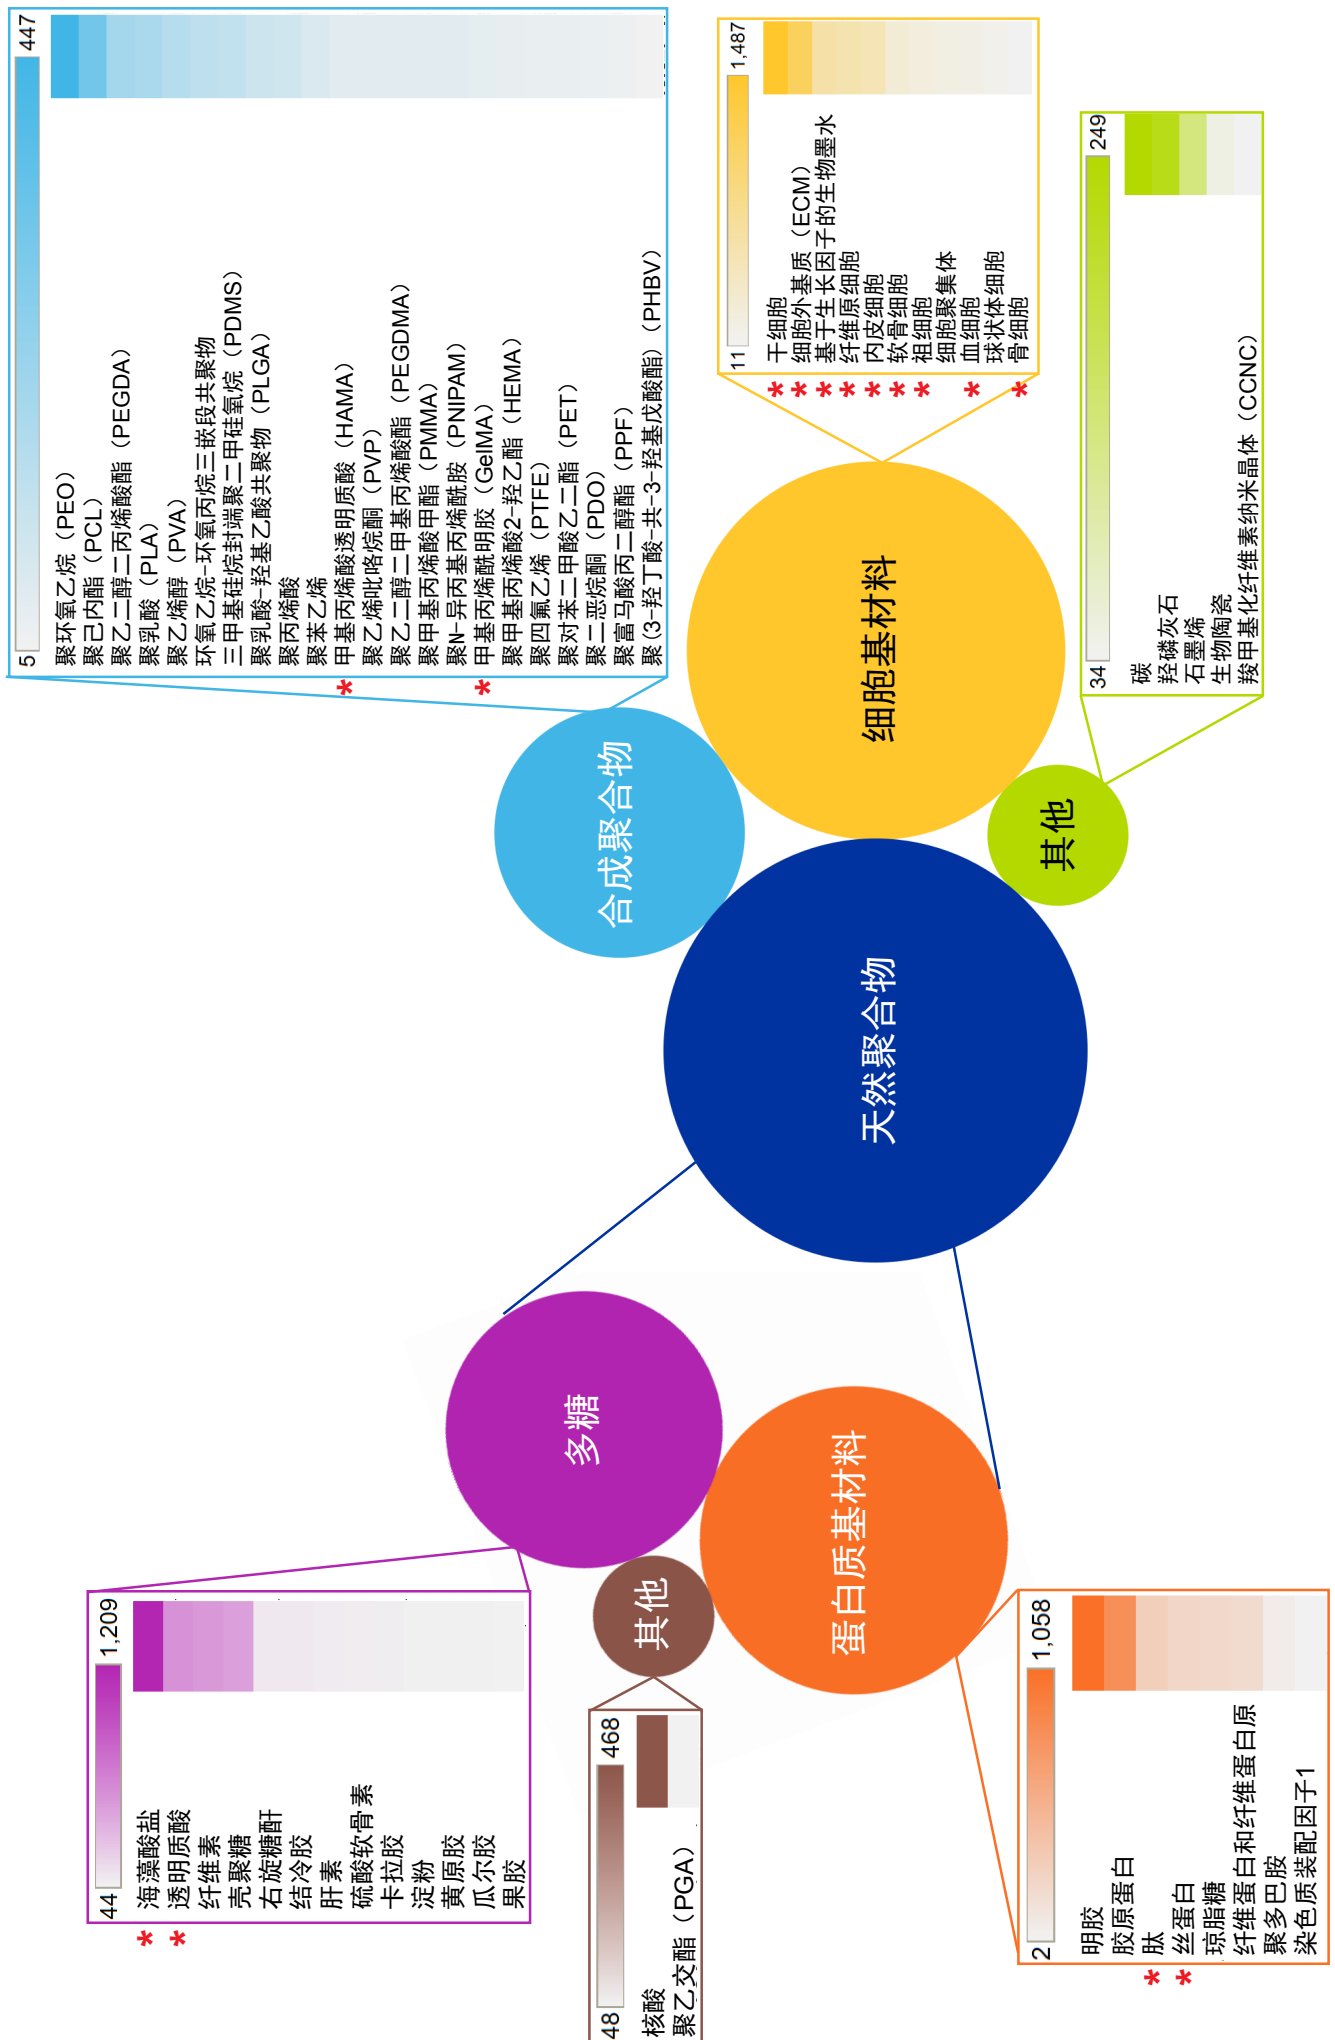 44
1,209
* 海藻酸盐
* 透明质酸
纤维素
壳聚糖
右旋糖酐
结冷胶
肝素
硫酸软骨素
卡拉胶
淀粉
黄原胶
瓜尔胶
果胶
多糖
48
468
核酸
聚乙交酯（PGA）
其他
2
1,058
明胶
胶原蛋白
* 肽
* 丝蛋白
琼脂糖
纤维蛋白和纤维蛋白原
聚多巴胺
染色质装配因子1
蛋白质基材料
天然聚合物
合成聚合物
5
447
聚环氧乙烷（PEO）
聚己内酯（PCL）
聚乙二醇二丙烯酸酯（PEGDA）
聚乳酸（PLA）
聚乙烯醇（PVA）
环氧乙烷-环氧丙烷三嵌段共聚物
三甲基硅烷封端聚二甲硅氧烷（PDMS）
聚乳酸-羟基乙酸共聚物（PLGA）
聚丙烯酸
聚苯乙烯
* 甲基丙烯酸透明质酸（HAMA）
聚乙烯吡咯烷酮（PVP）
聚乙二醇二甲基丙烯酸酯（PEGDMA）
聚甲基丙烯酸甲酯（PMMA）
聚N-异丙基丙烯酰胺（PNIPAM）
* 甲基丙烯酰明胶（GelMA）
聚甲基丙烯酸2-羟乙酯（HEMA）
聚四氟乙烯（PTFE）
聚对苯二甲酸乙二酯（PET）
聚二恶烷酮（PDO）
聚富马酸丙二醇酯（PPF）
聚（3-羟丁酸-共-3-羟基戊酸酯）（PHBV）
细胞基材料
11
1,487
* 干细胞
* 细胞外基质（ECM）
* 基于生长因子的生物墨水
* 纤维原细胞
* 内皮细胞
* 软骨细胞
* 祖细胞
细胞聚集体
* 血细胞
球状体细胞
* 骨细胞
其他
34
249
碳
羟磷灰石
石墨烯
生物陶瓷
羧甲基化纤维素纳米晶体（CCNC）